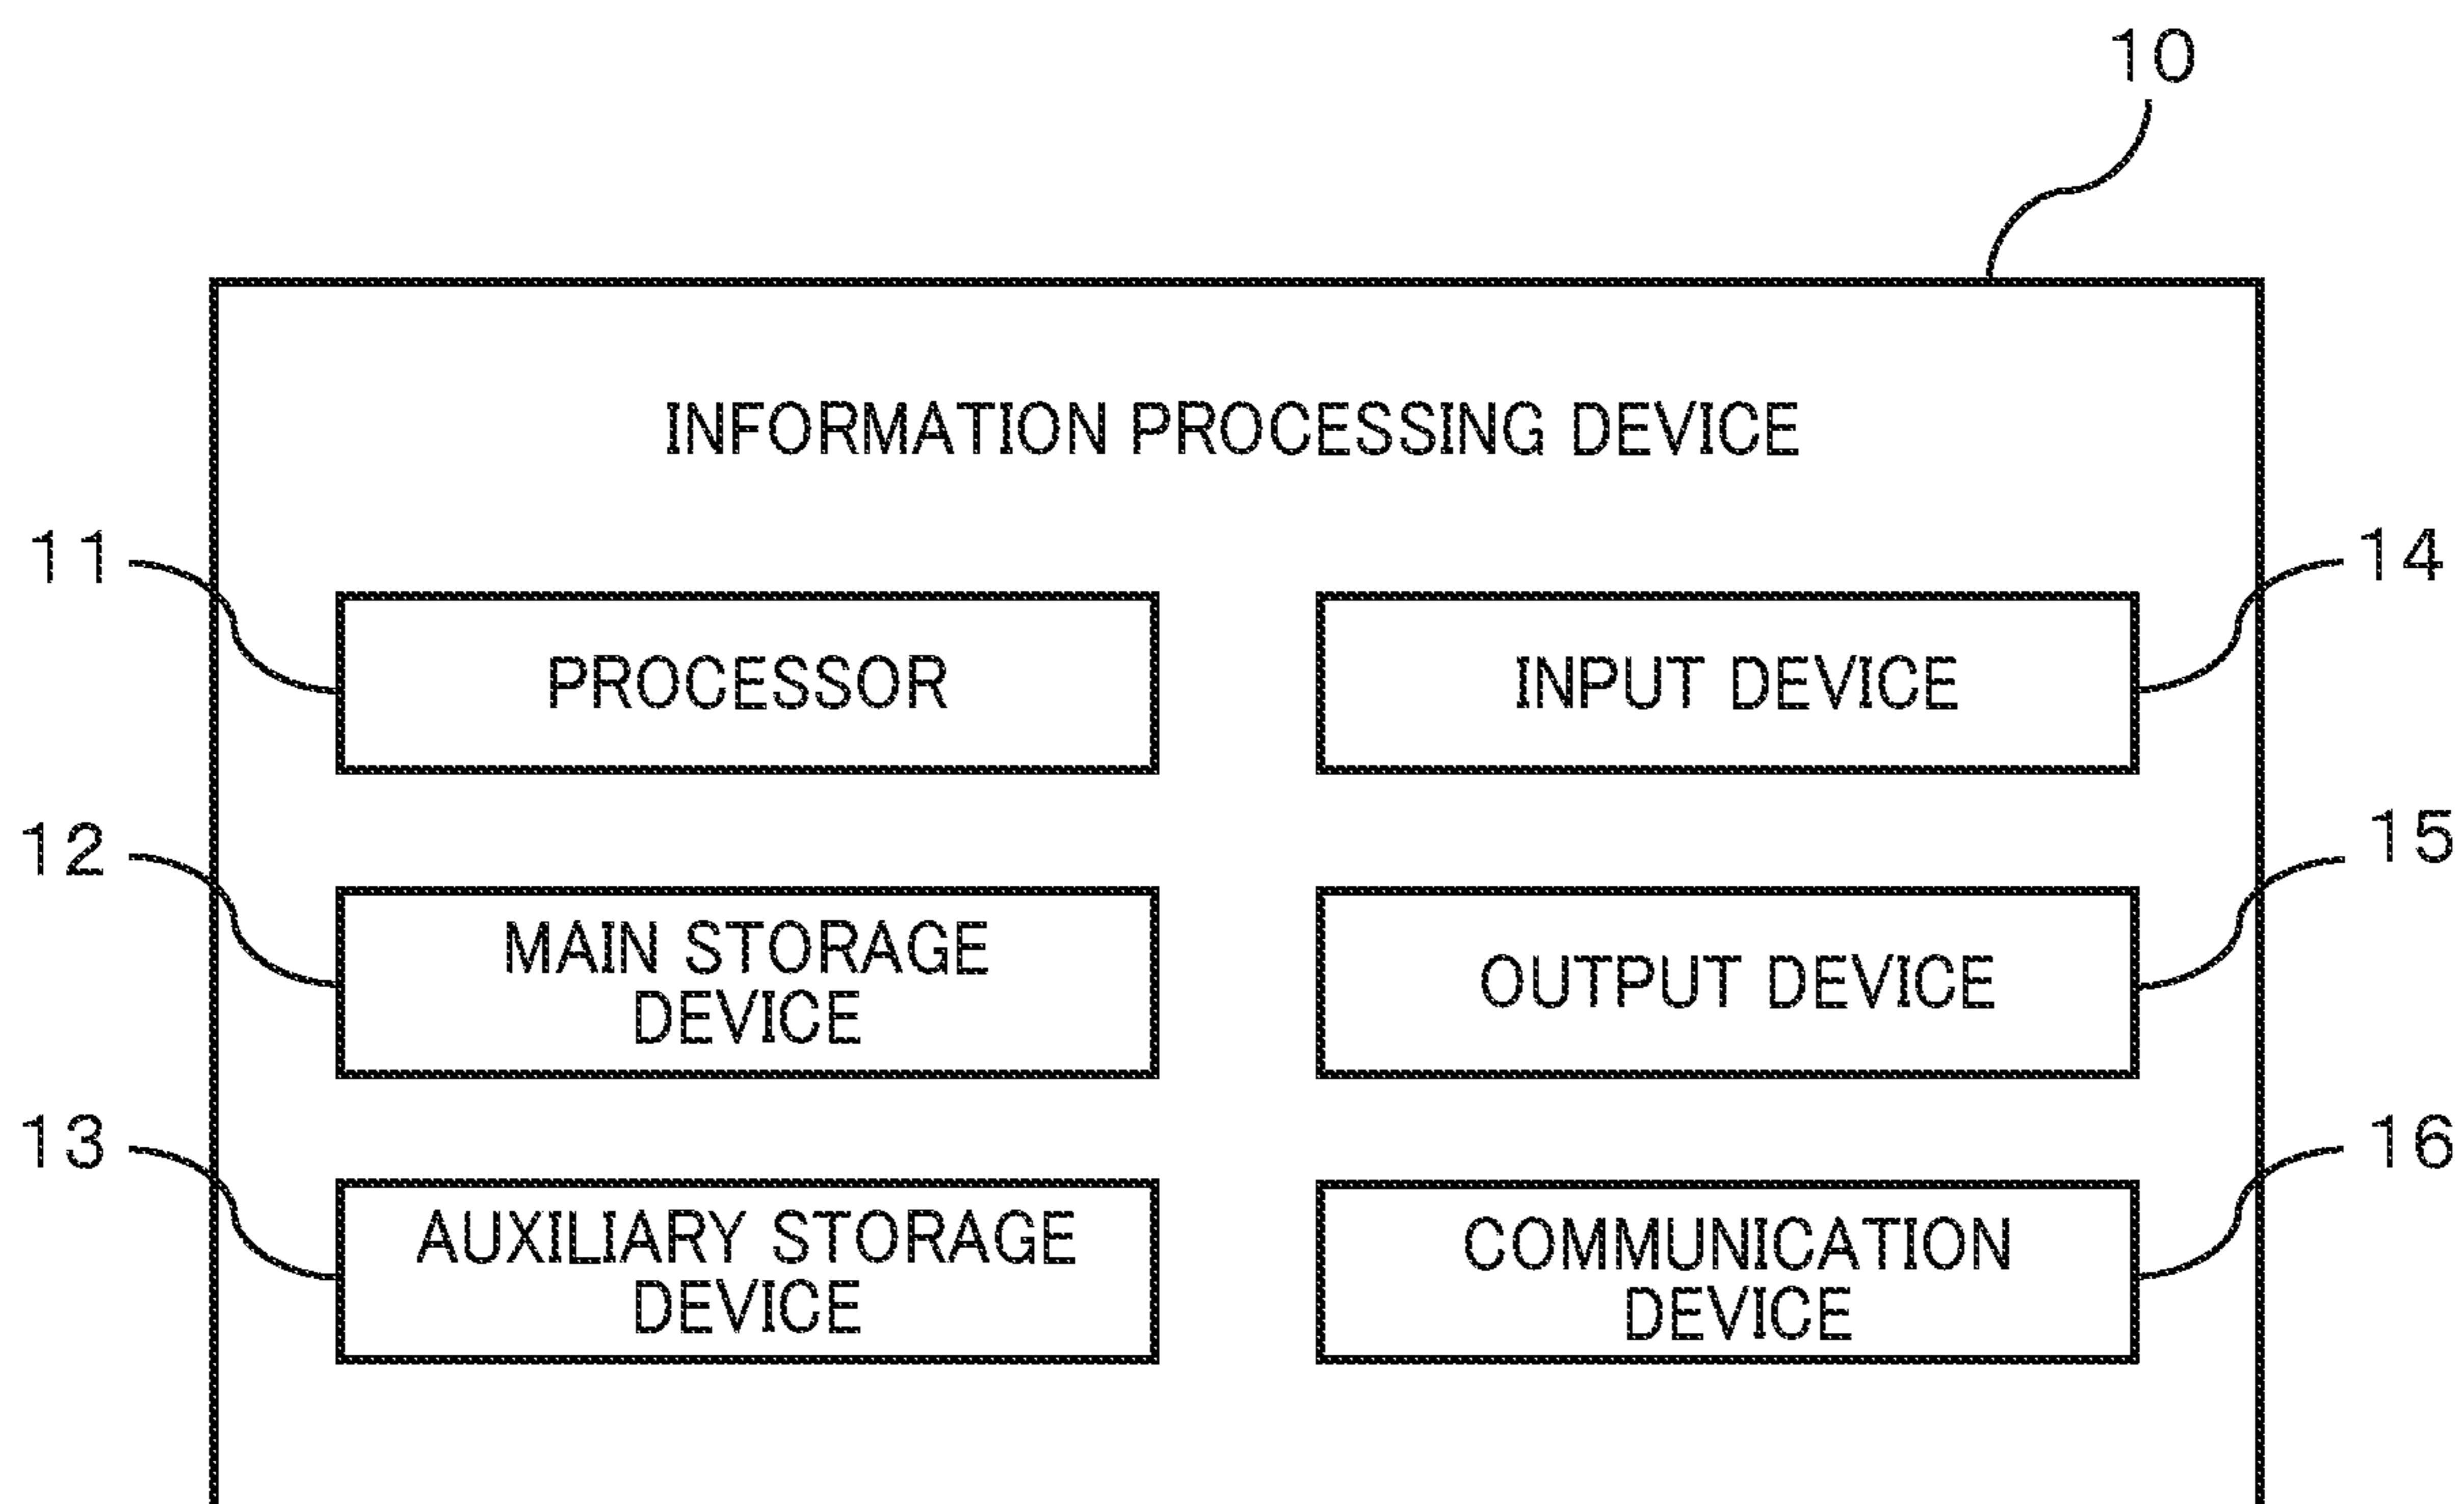 10
INFORMATION PROCESSING DEVICE
11
PROCESSOR
INPUT DEVICE
14
12
MAIN STORAGE
DEVICE
OUTPUT DEVICE
15
13
AUXILIARY STORAGE
DEVICE
COMMUNICATION
DEVICE
16